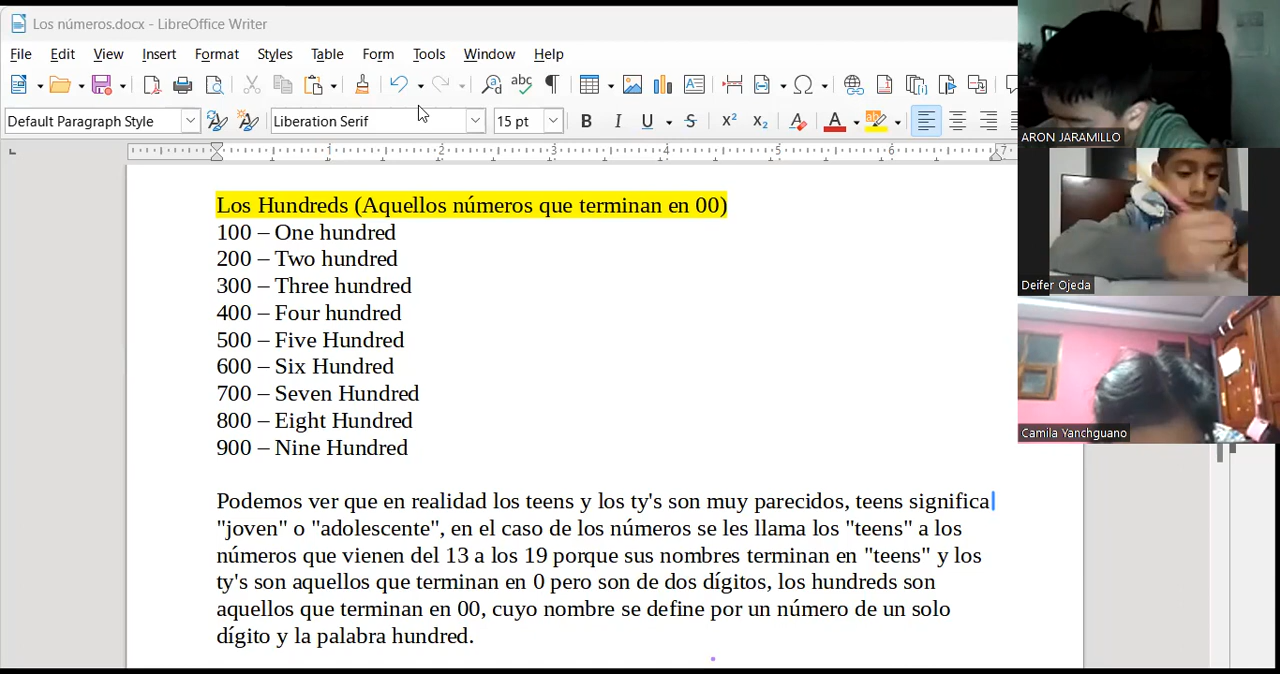 Los números.docx - LibreOffice Writer
File Edit View Insert Format Styles Table Form Tools Window Help
Default Paragraph Style Liberation Serif 15 pt
1 2 3 4 5 6 7
Los Hundreds (Aquellos números que terminan en 00)
100 – One hundred
200 – Two hundred
300 – Three hundred
400 – Four hundred
500 – Five Hundred
600 – Six Hundred
700 – Seven Hundred
800 – Eight Hundred
900 – Nine Hundred
Podemos ver que en realidad los teens y los ty's son muy parecidos, teens significa
"joven" o "adolescente", en el caso de los números se les llama los "teens" a los
números que vienen del 13 a los 19 porque sus nombres terminan en "teens" y los
ty's son aquellos que terminan en 0 pero son de dos dígitos, los hundreds son
aquellos que terminan en 00, cuyo nombre se define por un número de un solo
dígito y la palabra hundred.
ARON JARAMILLO
Deifer Ojeda
Camila Yanchguano